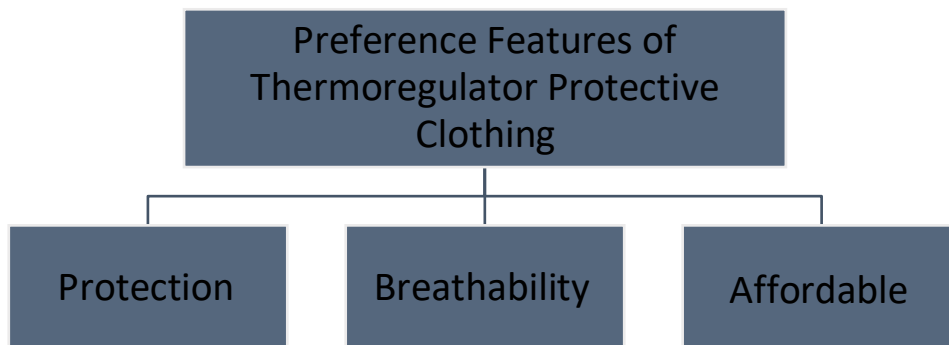 Preference Features of
Thermoregulator Protective
Clothing
Protection
Breathability
Affordable